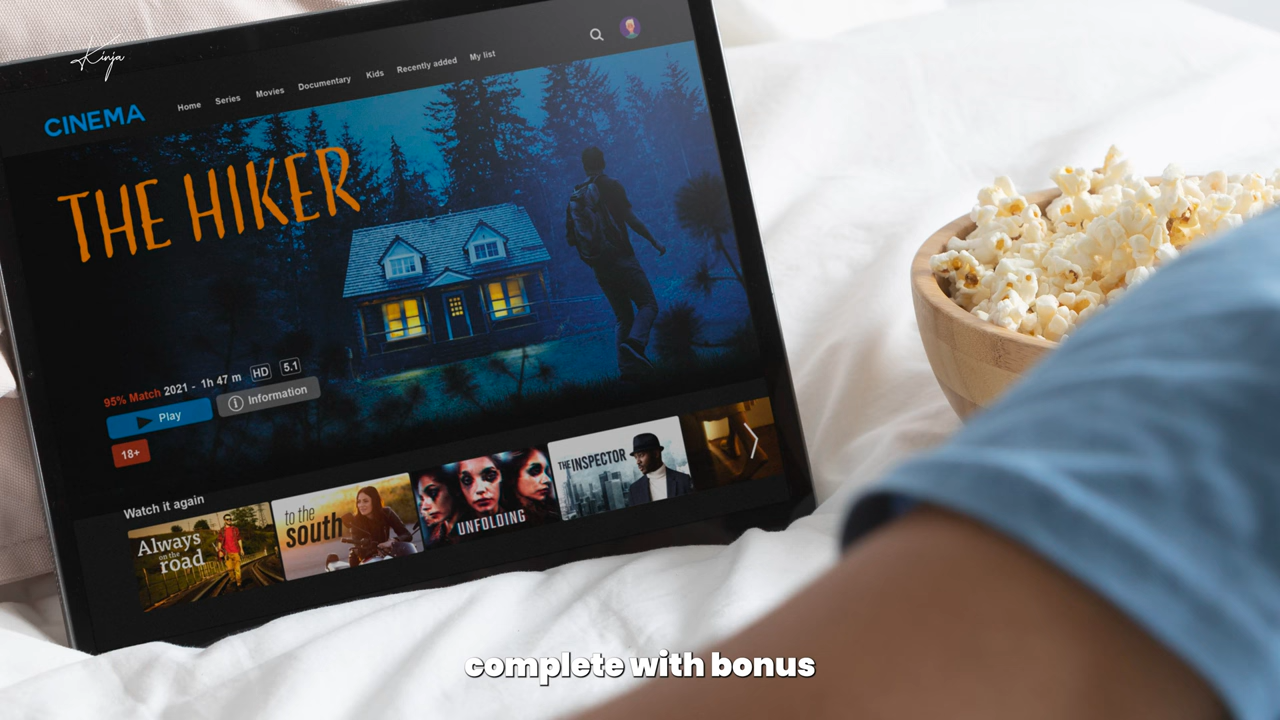 Kinja
CINEMA
Home Series Movies Documentary Kids Recently added My list
THE HIKER
95% Match 2021 - 1h 47 m HD 5.1
Play
Information
18+
Watch it again
Always
on the
road
to the
south
UNFOLDING
THE INSPECTOR
complete with bonus